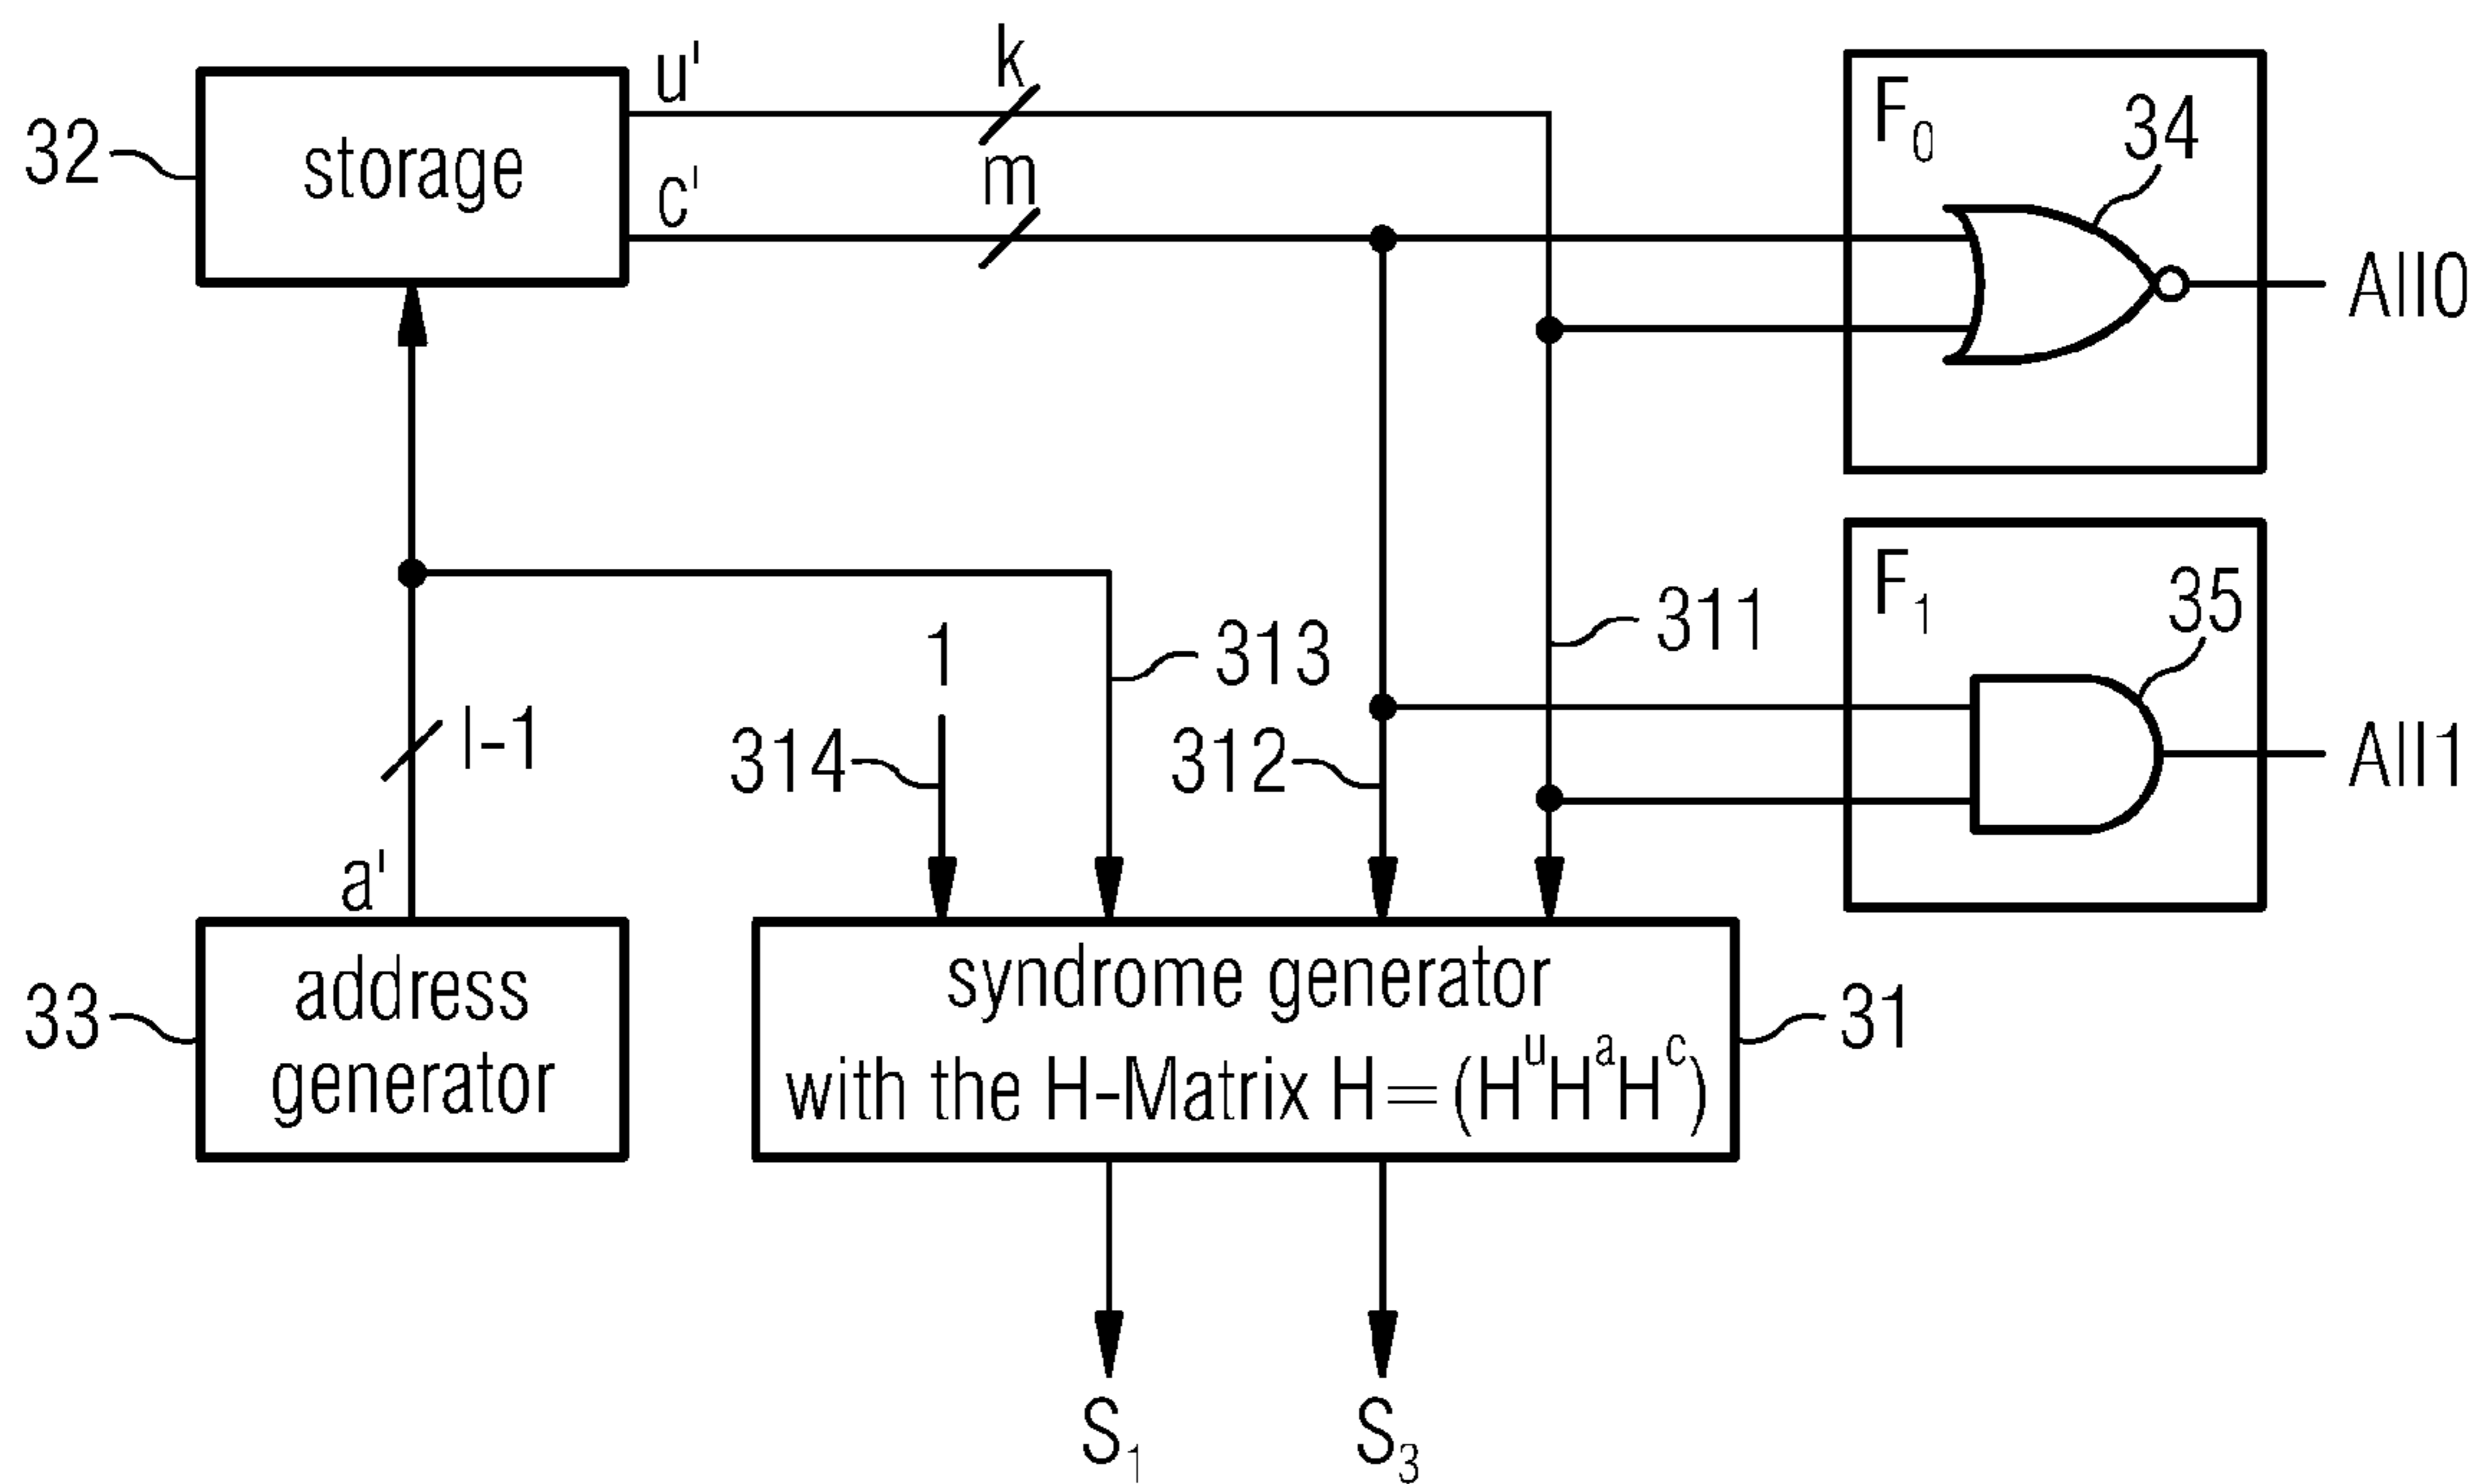 u'
k
F0
34
32
storage
c'
m
All0
F1
35
311
1
313
l-1
314
312
All1
a'
33
address
generator
syndrome generator
with the H-Matrix H=(HuHaHc)
31
S1
S3